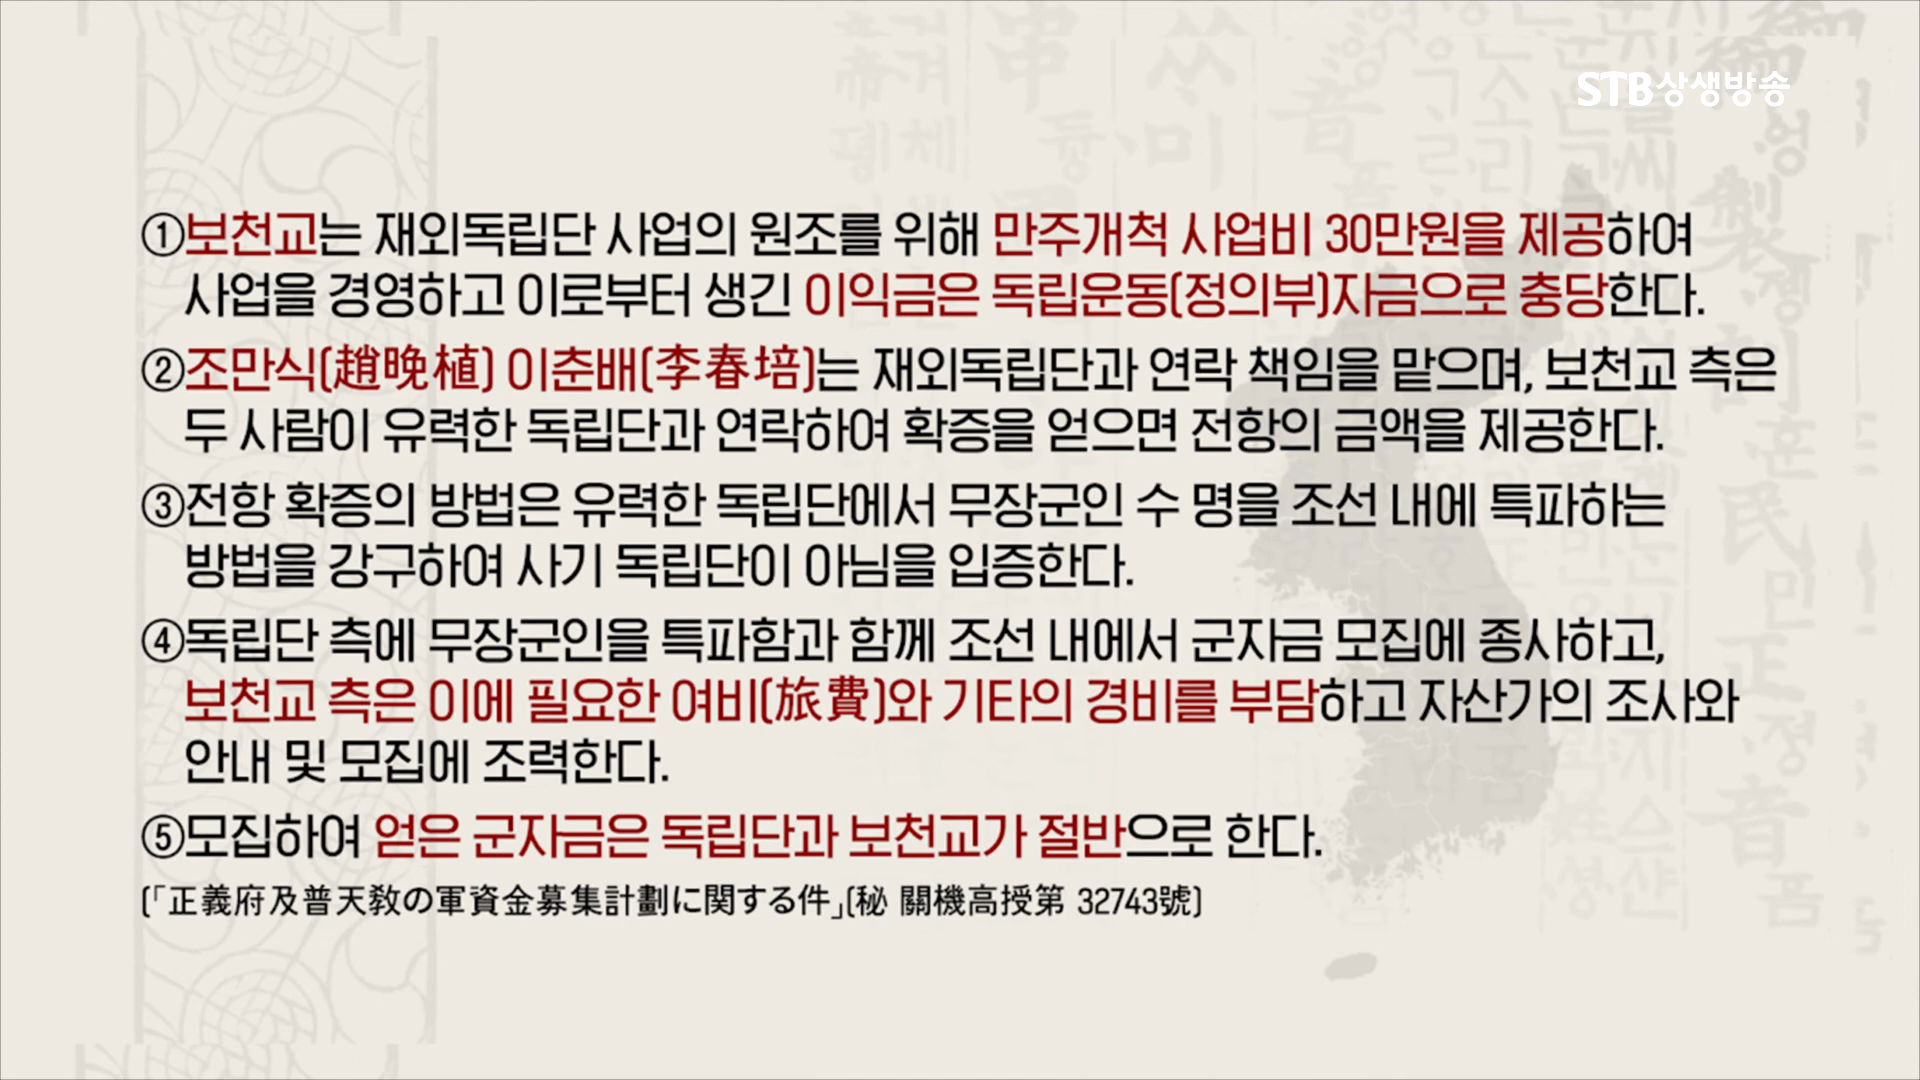 STB상생방송
①보천교는 재외독립단 사업의 원조를 위해 만주개척 사업비 30만원을 제공하여
사업을 경영하고 이로부터 생긴 이익금은 독립운동(정의부)자금으로 충당한다.
②조만식(趙晩植) 이춘배(李春培)는 재외독립단과 연락 책임을 맡으며, 보천교 측은
두 사람이 유력한 독립단과 연락하여 확증을 얻으면 전항의 금액을 제공한다.
③전항 확증의 방법은 유력한 독립단에서 무장군인 수 명을 조선 내에 특파하는
방법을 강구하여 사기 독립단이 아님을 입증한다.
④독립단 측에 무장군인을 특파함과 함께 조선 내에서 군자금 모집에 종사하고,
보천교 측은 이에 필요한 여비(旅費)와 기타의 경비를 부담하고 자산가의 조사와
안내 및 모집에 조력한다.
⑤모집하여 얻은 군자금은 독립단과 보천교가 절반으로 한다.
(「正義府及普天敎の軍資金募集計劃に関する件」(秘 關機高授第 32743號)